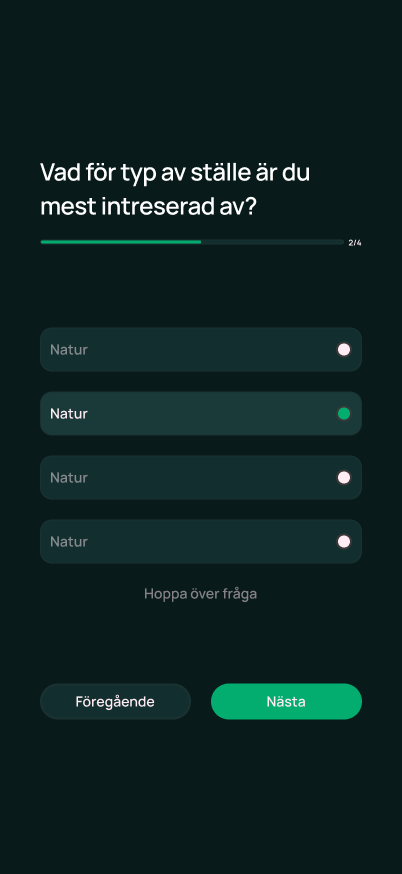 Vad för typ av ställe är du
mest intreserad av?
2/4
Natur
Natur
Natur
Natur
Hoppa över fråga
Föregående
Nästa